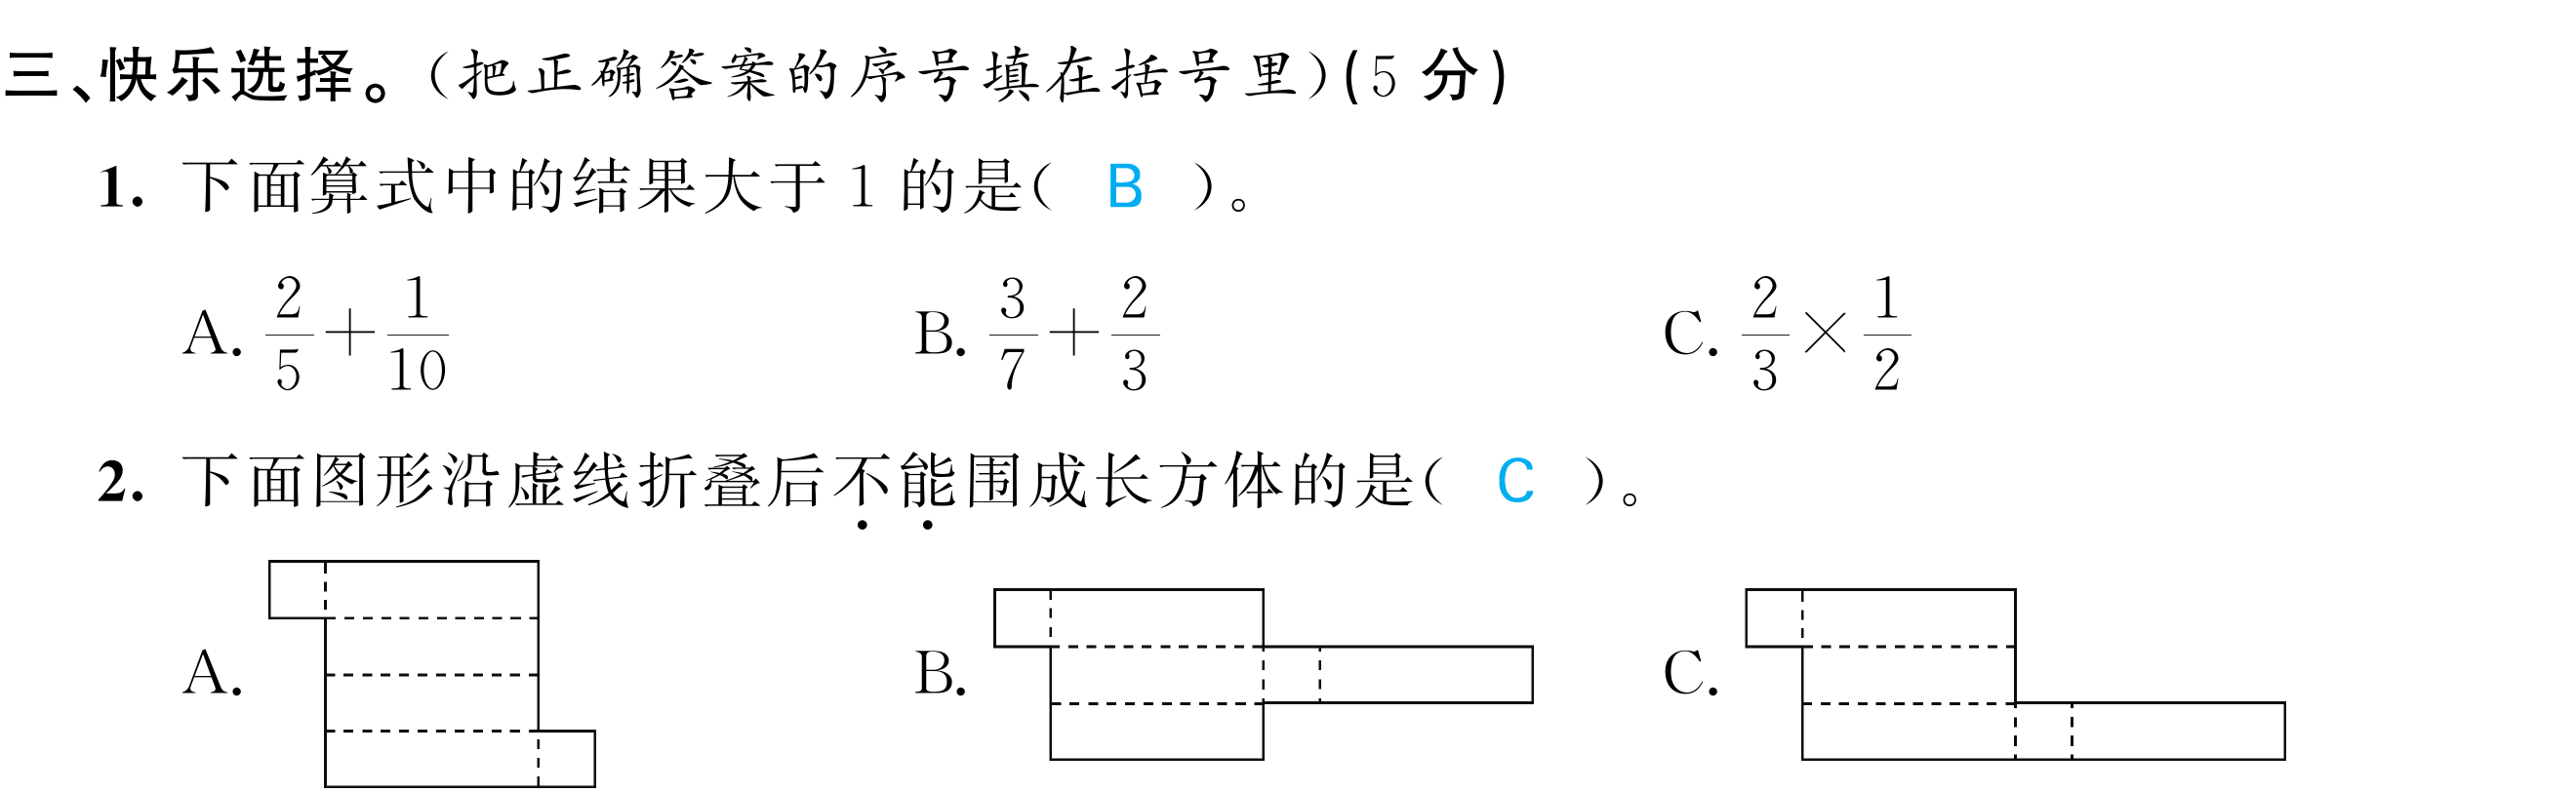 三、快乐选择。(把正确答案的序号填在括号里)(5 分)
1. 下面算式中的结果大于 1 的是( B )。
A. 2/5 + 1/10 B. 3/7 + 2/3 C. 2/3 × 1/2
2. 下面图形沿虚线折叠后不能围成长方体的是( C )。
A. B. C.